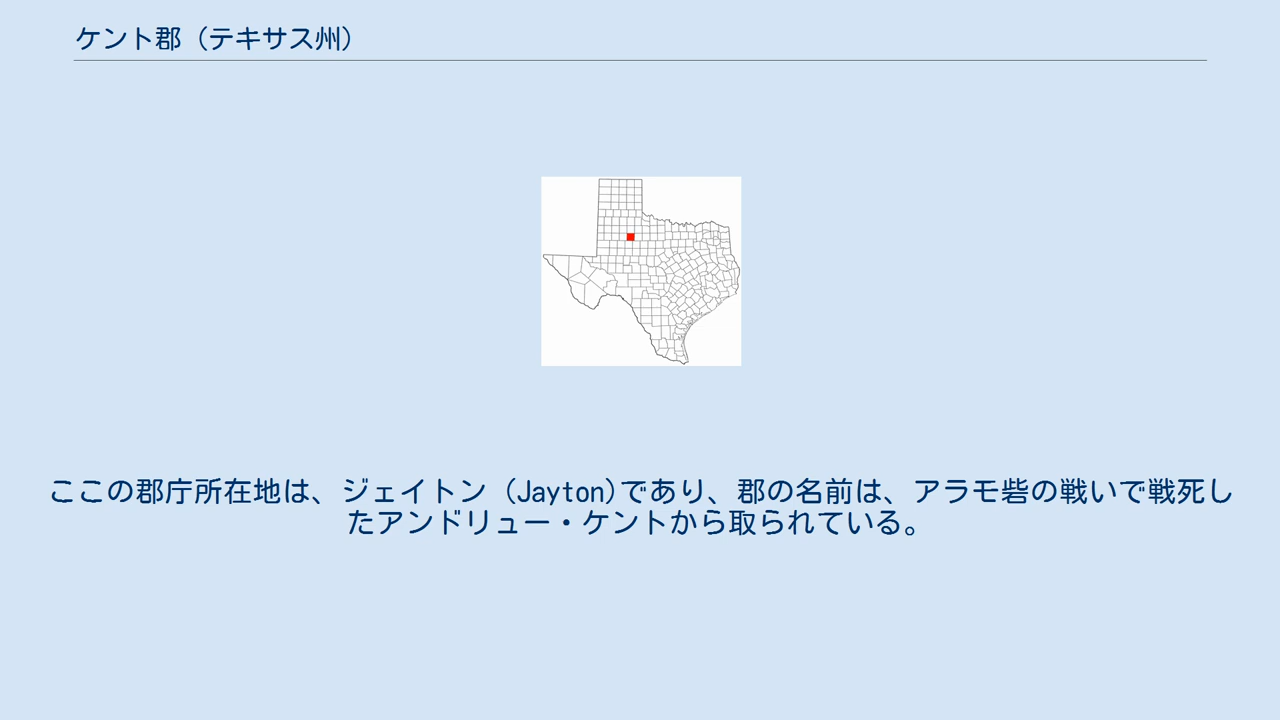 ケント郡（テキサス州）
ここの郡庁所在地は、ジェイトン（Jayton)であり、郡の名前は、アラモ砦の戦いで戦死し
たアンドリュー・ケントから取られている。